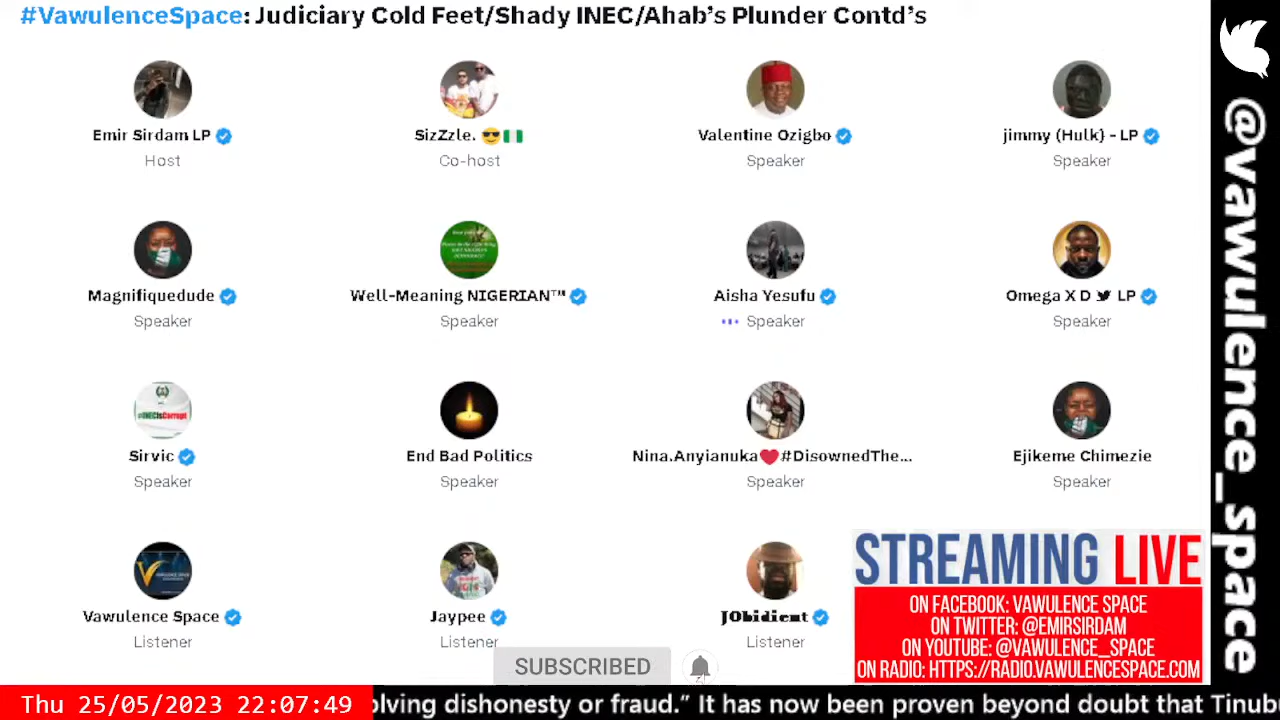 #VawulenceSpace: Judiciary Cold Feet/Shady INEC/Ahab's Plunder Contd's
Emir Sirdam LP
Host
SizZzle. 😎🇳🇬
Co-host
Valentine Ozigbo
Speaker
jimmy (Hulk) - LP
Speaker
Magnifiquedude
Speaker
Well-Meaning NIGERIAN™
Speaker
Aisha Yesufu
Speaker
Omega X D LP
Speaker
#INECIsCorrupt
Sirvic
Speaker
End Bad Politics
Speaker
Nina.Anyianuka❤️#DisownedThe...
Speaker
Ejikeme Chimezie
Speaker
Vawulence Space
Listener
Jaypee
Listener
JObidient
Listener
STREAMING LIVE
ON FACEBOOK: VAWULENCE SPACE
ON TWITTER: @EMIRSIRDAM
ON YOUTUBE: @VAWULENCE_SPACE
ON RADIO: HTTPS://RADIO.VAWULENCESPACE.COM
SUBSCRIBED
@vawulence_space
Thu 25/05/2023 22:07:49
olving dishonesty or fraud.” It has now been proven beyond doubt that Tinub